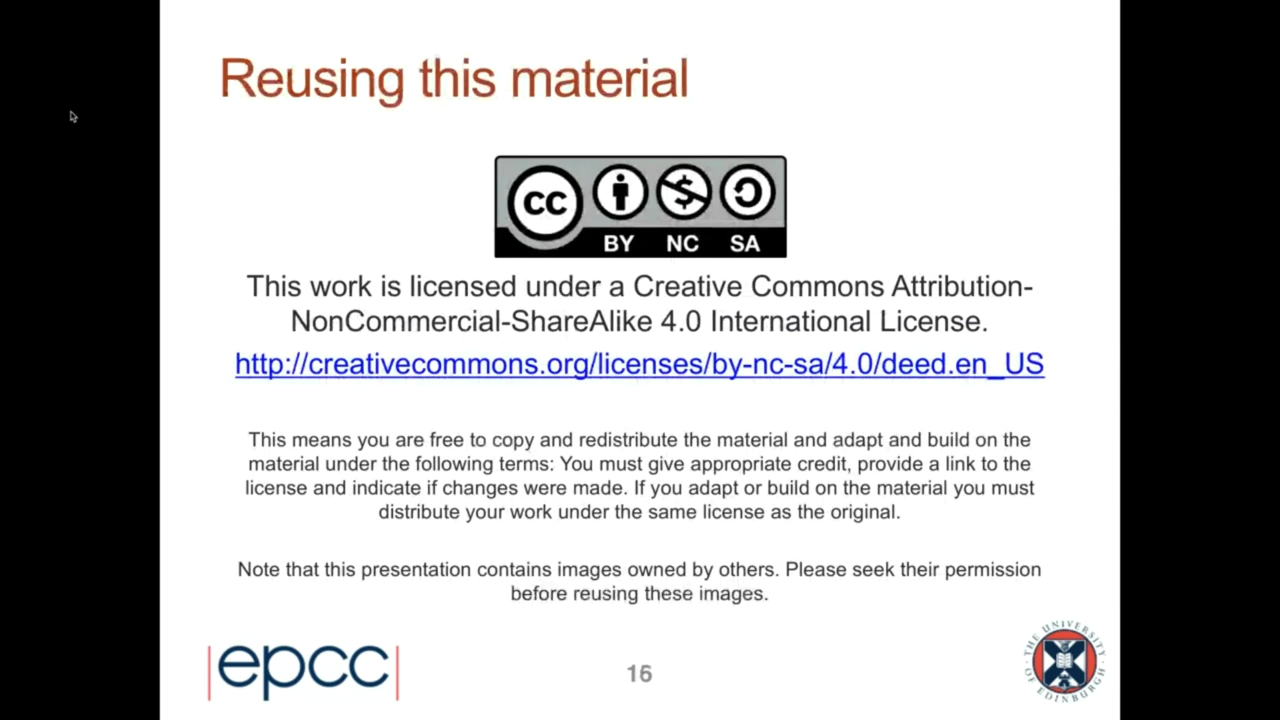 Reusing this material
CC
BY NC SA
This work is licensed under a Creative Commons Attribution-
NonCommercial-ShareAlike 4.0 International License.
http://creativecommons.org/licenses/by-nc-sa/4.0/deed.en_US
This means you are free to copy and redistribute the material and adapt and build on the
material under the following terms: You must give appropriate credit, provide a link to the
license and indicate if changes were made. If you adapt or build on the material you must
distribute your work under the same license as the original.
Note that this presentation contains images owned by others. Please seek their permission
before reusing these images.
epcc
16
THE UNIVERSITY OF EDINBURGH